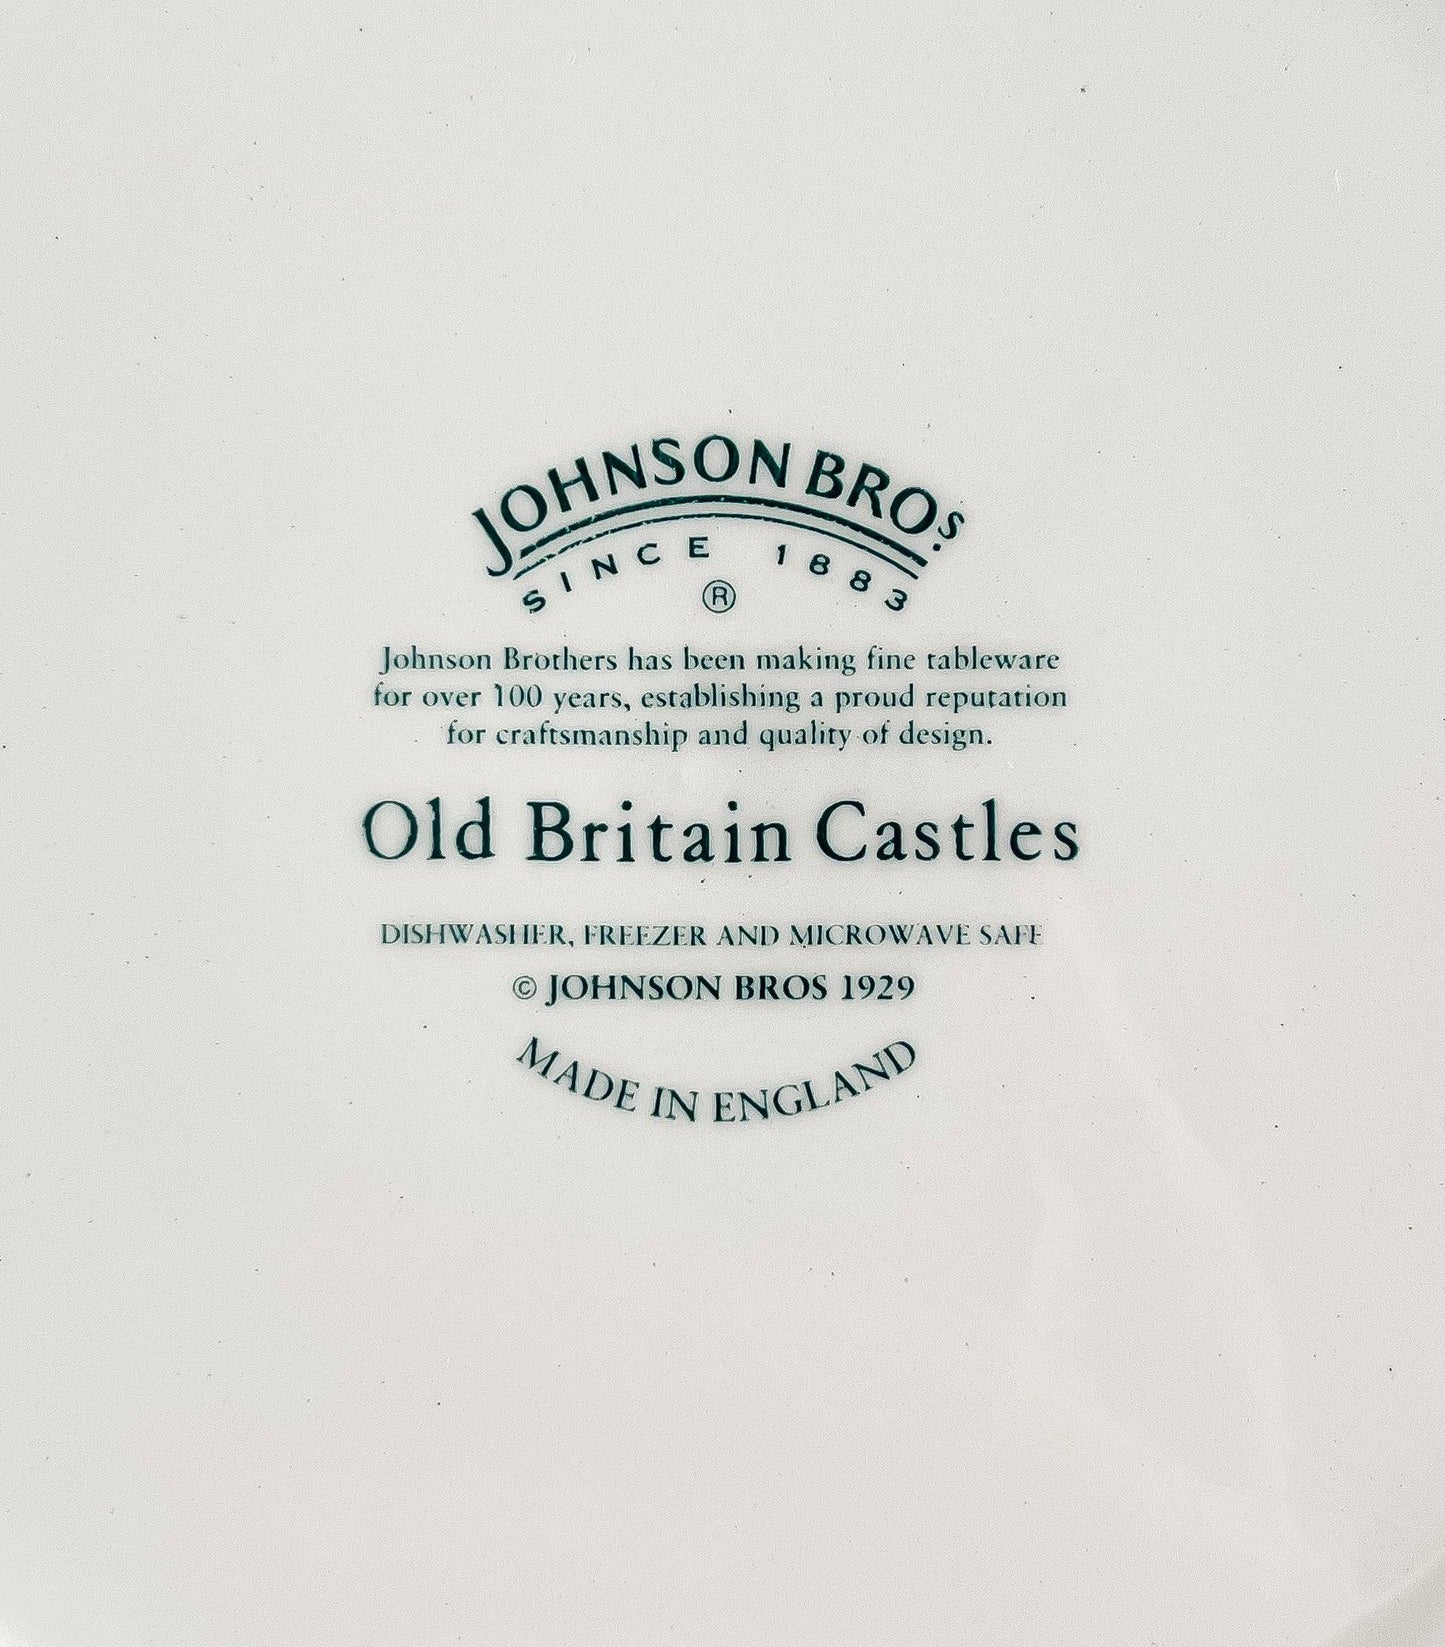 JOHNSON BROS.
SINCE 1883
®
Johnson Brothers has been making fine tableware
for over 100 years, establishing a proud reputation
for craftsmanship and quality of design.
Old Britain Castles
DISHWASHER, FREEZER AND MICROWAVE SAFE
© JOHNSON BROS 1929
MADE IN ENGLAND